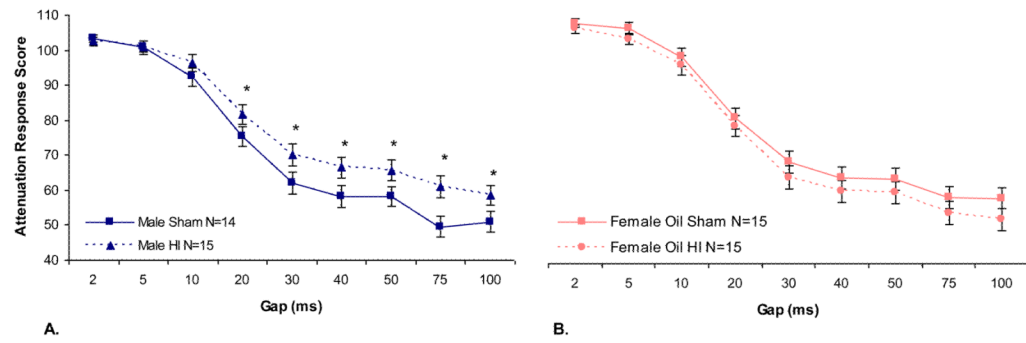 Attenuation Response Score
110
100
90
80
70
60
50
40
* * * * * *
Male Sham N=14
Male HI N=15
2 5 10 20 30 40 50 75 100
Gap (ms)
A.
Female Oil Sham N=15
Female Oil HI N=15
2 5 10 20 30 40 50 75 100
Gap (ms)
B.